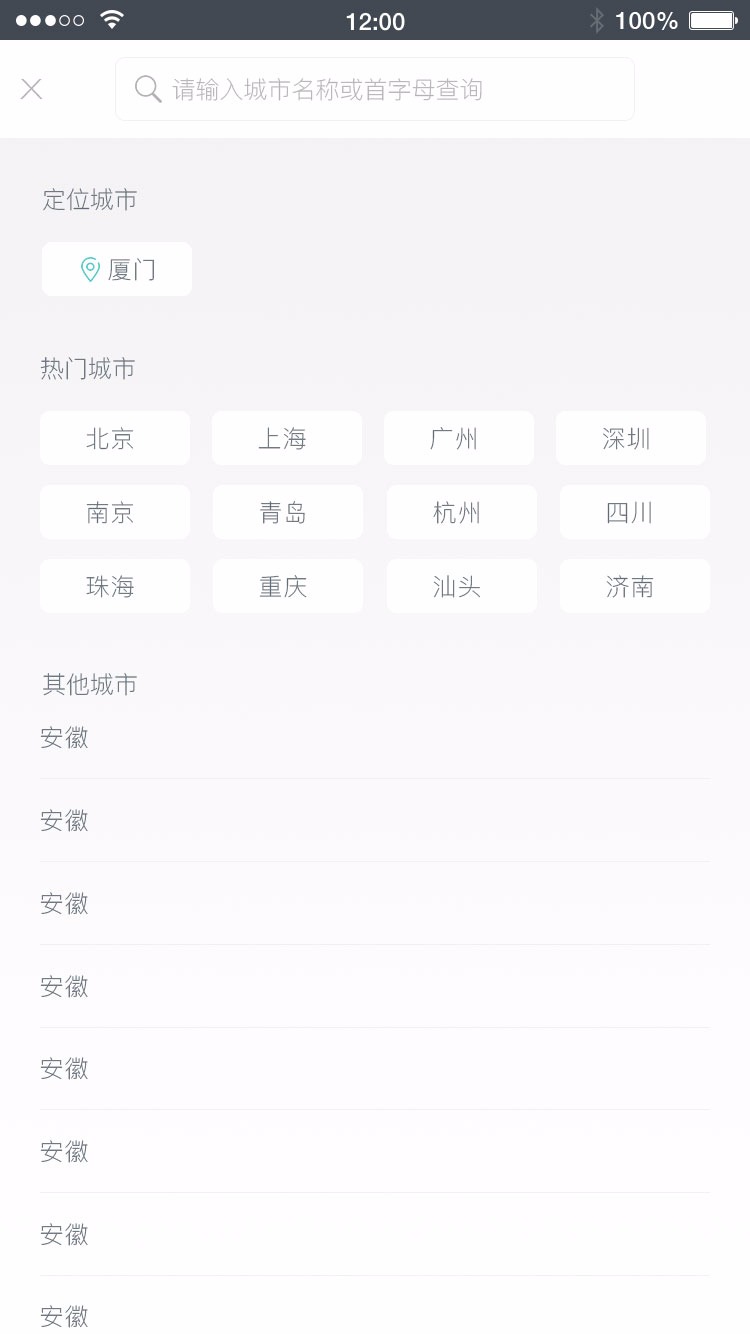 12:00 100%
请输入城市名称或首字母查询
定位城市
厦门
热门城市
北京 上海 广州 深圳
南京 青岛 杭州 四川
珠海 重庆 汕头 济南
其他城市
安徽
安徽
安徽
安徽
安徽
安徽
安徽
安徽